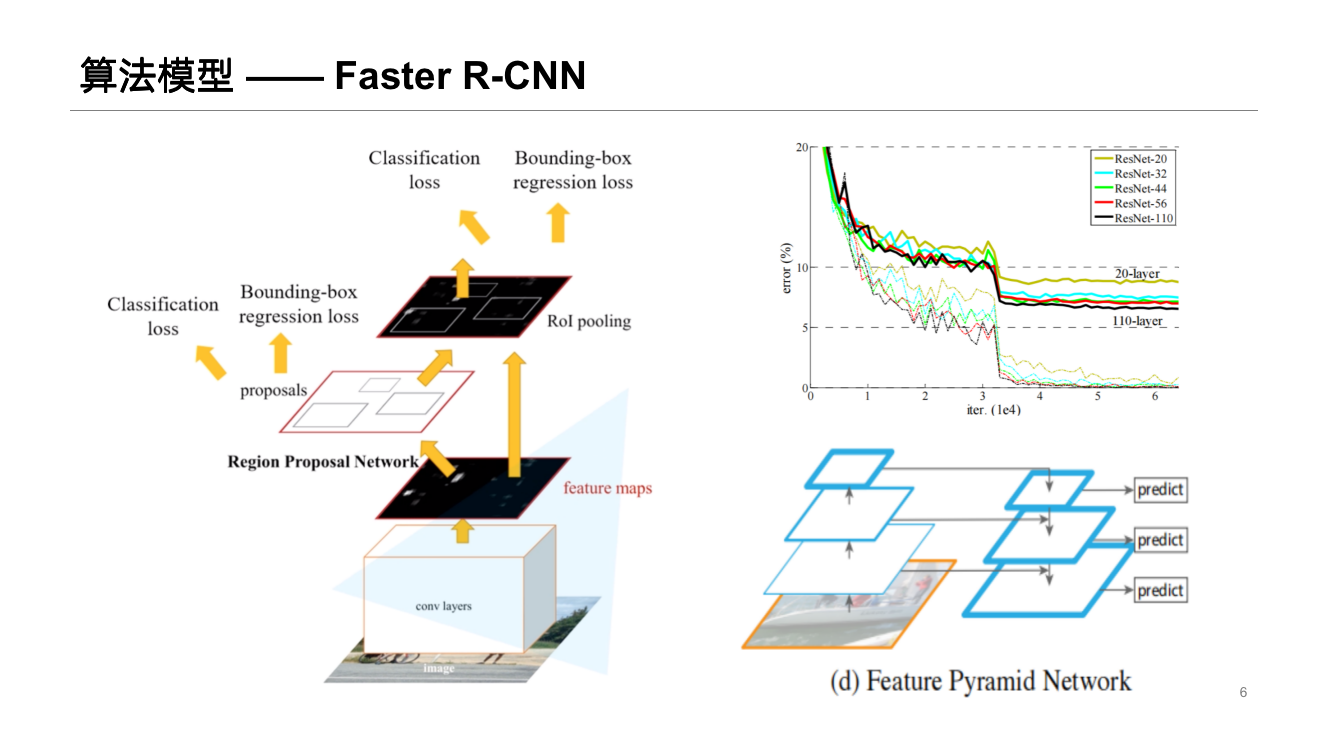 算法模型 —— Faster R-CNN
Classification
loss
Bounding-box
regression loss
Classification
loss
Bounding-box
regression loss
RoI pooling
proposals
Region Proposal Network
feature maps
conv layers
image
20
10
5
0
error (%)
0 1 2 3 4 5 6
iter. (1e4)
ResNet-20
ResNet-32
ResNet-44
ResNet-56
ResNet-110
20-layer
110-layer
predict
predict
predict
(d) Feature Pyramid Network
6